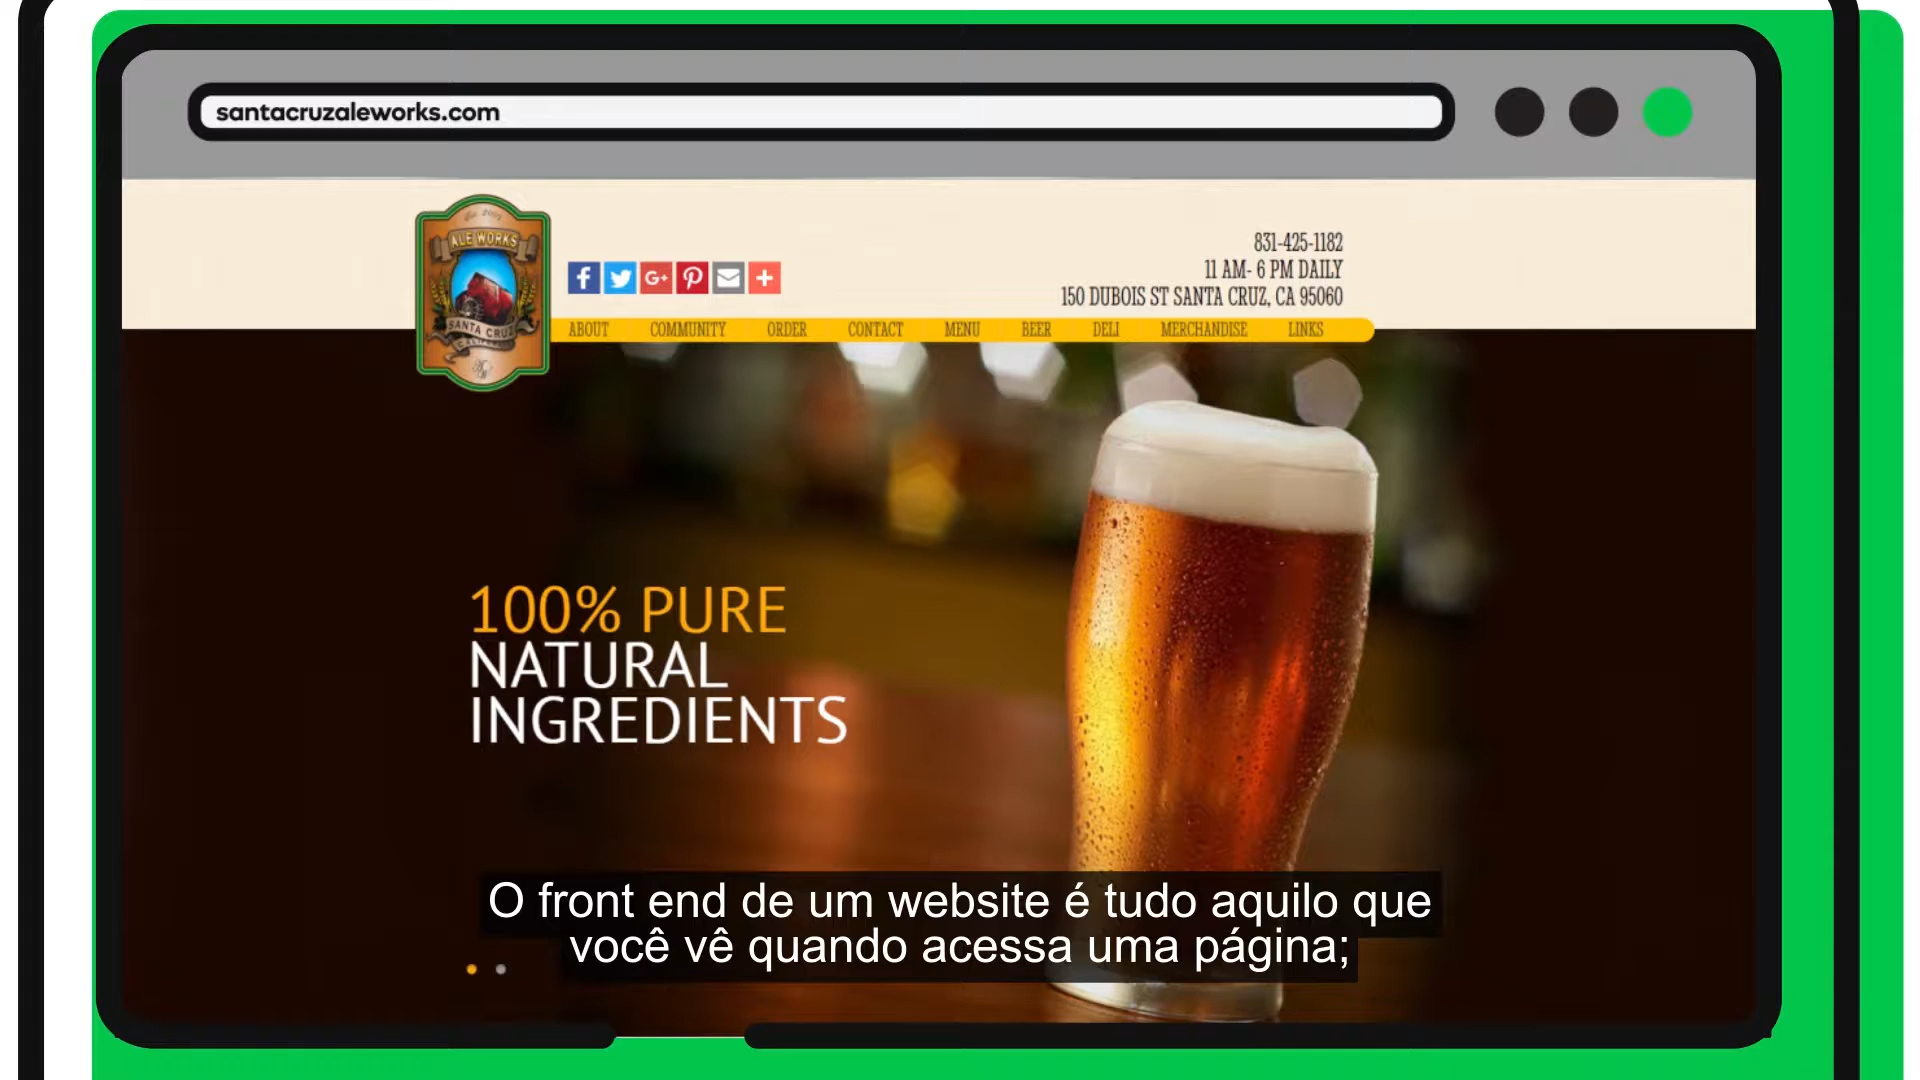 santacruzaleworks.com
Est. 2001
ALE WORKS
SANTA CRUZ
831-425-1182
11 AM- 6 PM DAILY
150 DUBOIS ST SANTA CRUZ, CA 95060
ABOUT COMMUNITY ORDER CONTACT MENU BEER DELI MERCHANDISE LINKS
100% PURE
NATURAL
INGREDIENTS
O front end de um website é tudo aquilo que
você vê quando acessa uma página;